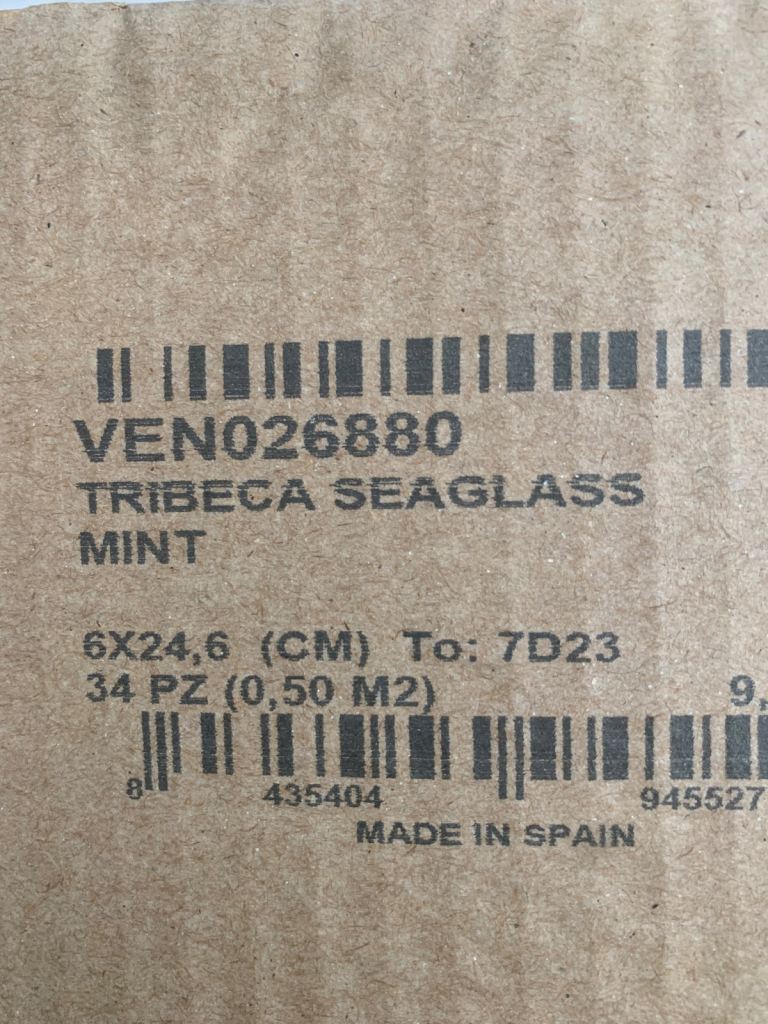 VEN026880
TRIBECA SEAGLASS
MINT
6X24,6 (CM) To: 7D23
34 PZ (0,50 M2) 9,
8 435404 945527
MADE IN SPAIN